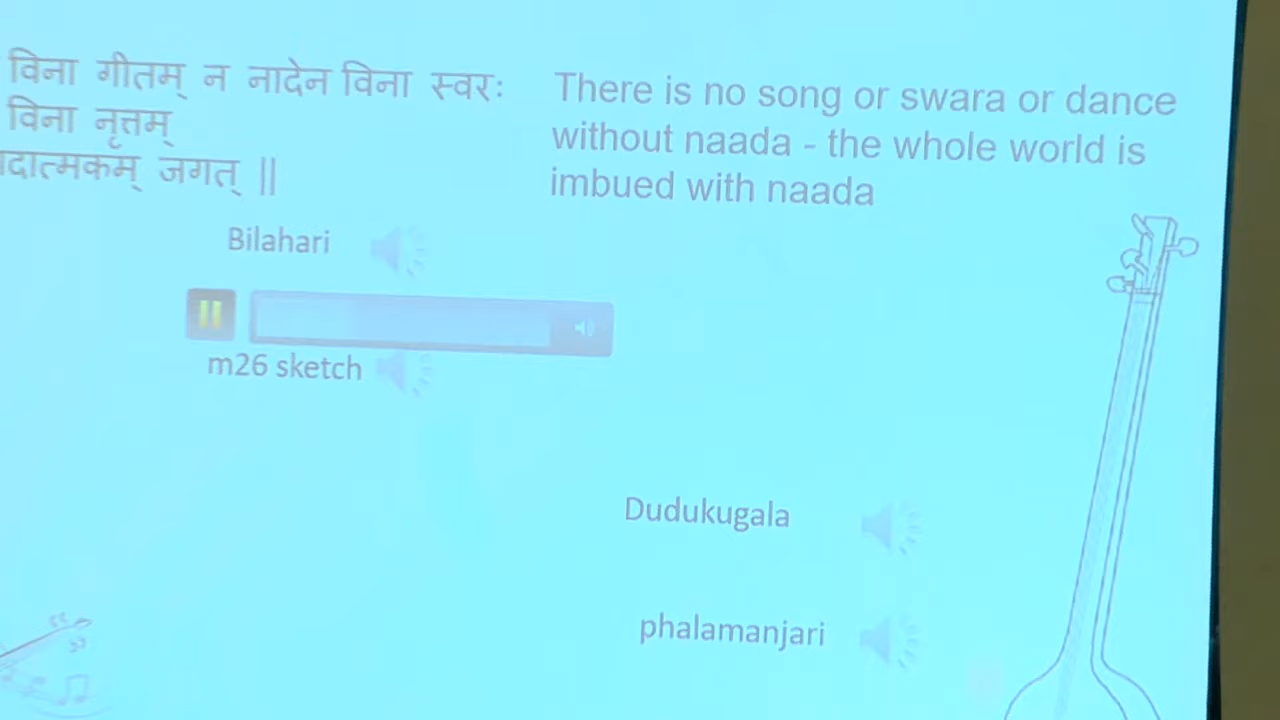 विना गीतम् न नादेन विना स्वरः
विना नृत्तम्
जगत् ||
There is no song or swara or dance
without naada - the whole world is
imbued with naada
Bilahari
m26 sketch
Dudukugala
phalamanjari